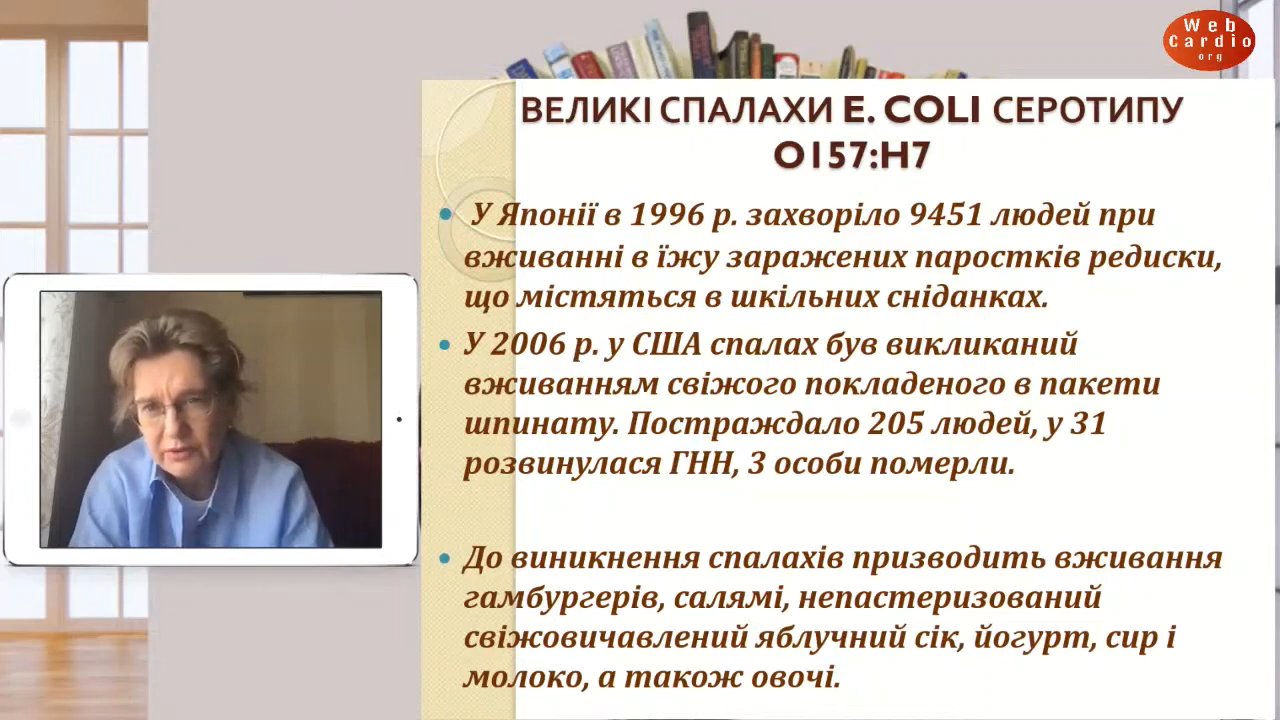 Web
Cardio
org
ВЕЛИКІ СПАЛАХИ E. COLI СЕРОТИПУ
O157:H7
У Японії в 1996 р. захворіло 9451 людей при
вживанні в їжу заражених паростків редиски,
що містяться в шкільних сніданках.
У 2006 р. у США спалах був викликаний
вживанням свіжого покладеного в пакети
шпинату. Постраждало 205 людей, у 31
розвинулася ГНН, 3 особи померли.
До виникнення спалахів призводить вживання
гамбургерів, салямі, непастеризований
свіжовичавлений яблучний сік, йогурт, сир і
молоко, а також овочі.